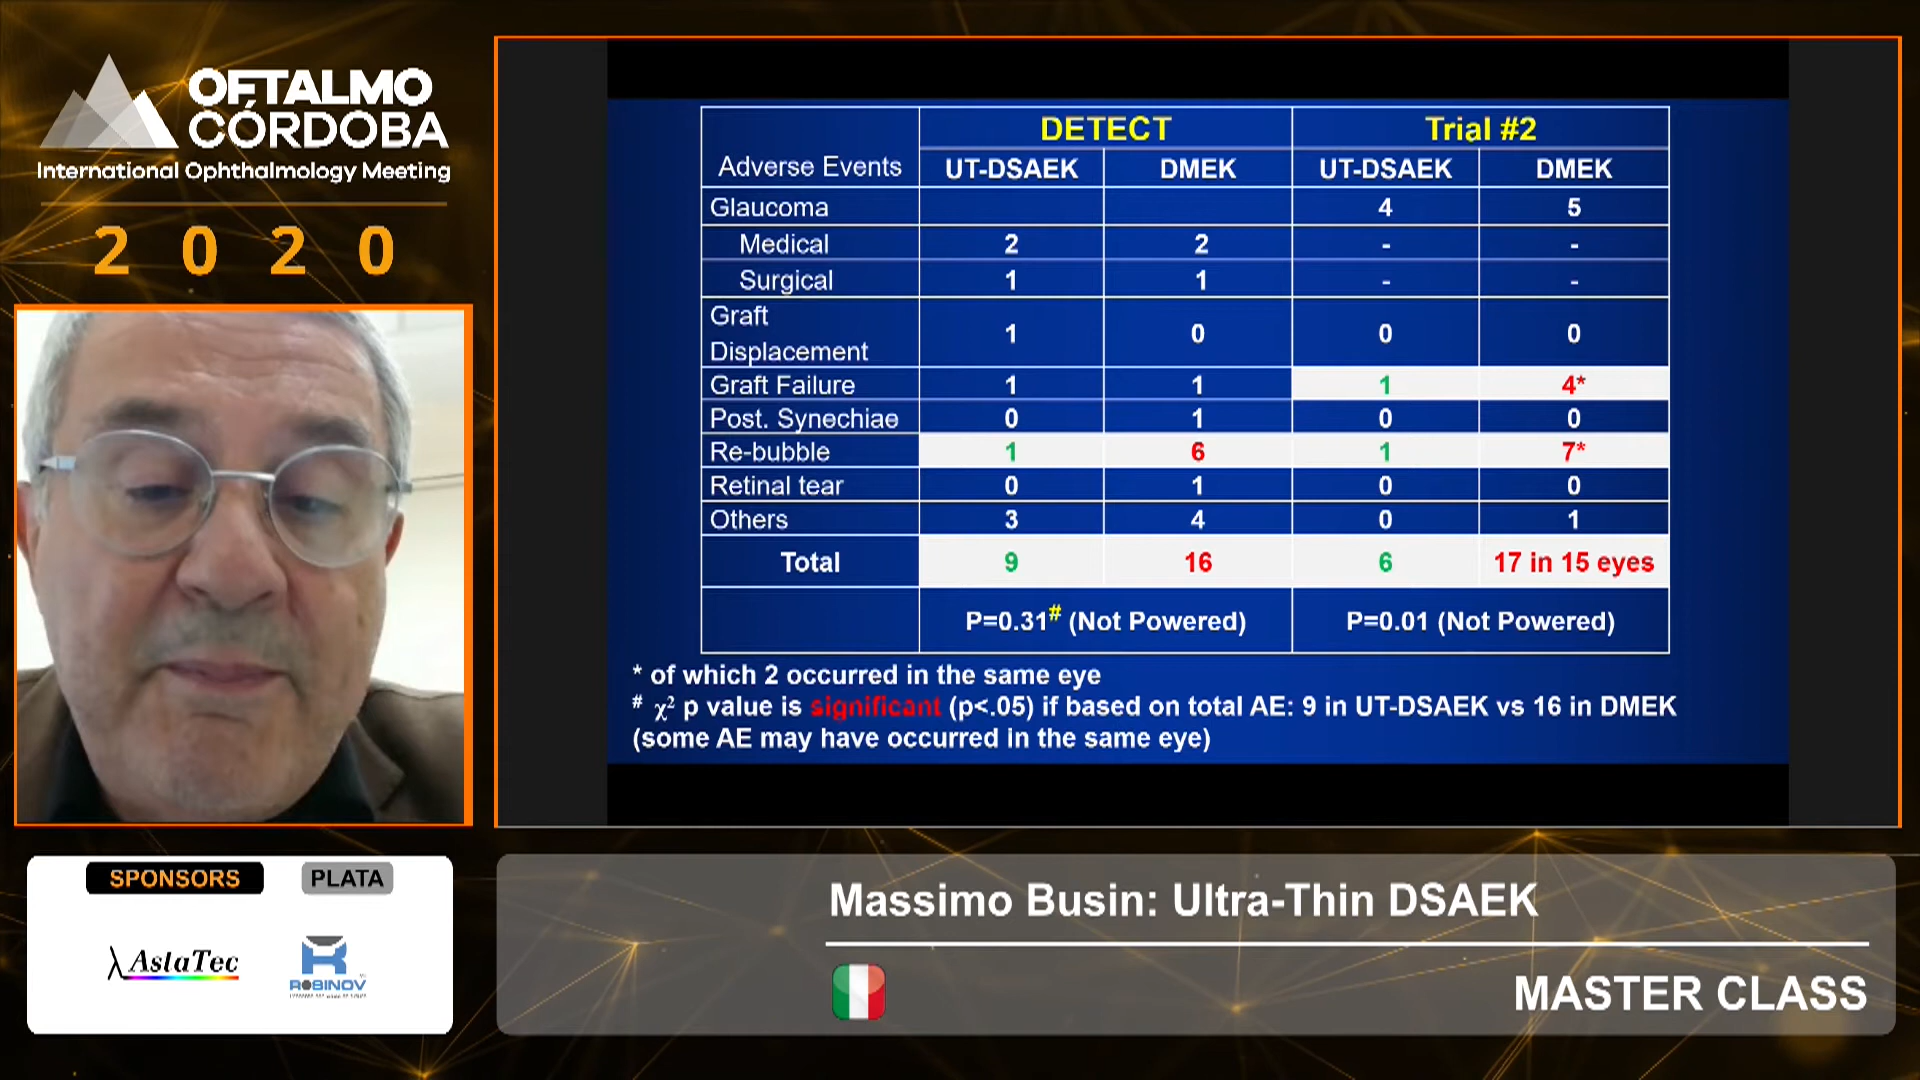 OFTALMO
CÓRDOBA
International Ophthalmology Meeting
2020
DETECT Trial #2
Adverse Events UT-DSAEK DMEK UT-DSAEK DMEK
Glaucoma 4 5
Medical 2 2 - -
Surgical 1 1 - -
Graft
Displacement 1 0 0 0
Graft Failure 1 1 1 4*
Post. Synechiae 0 1 0 0
Re-bubble 1 6 1 7*
Retinal tear 0 1 0 0
Others 3 4 0 1
Total 9 16 6 17 in 15 eyes
P=0.31# (Not Powered) P=0.01 (Not Powered)
* of which 2 occurred in the same eye
# χ² p value is significant (p<.05) if based on total AE: 9 in UT-DSAEK vs 16 in DMEK
(some AE may have occurred in the same eye)
SPONSORS PLATA
λAslaTec
ROBINOV
Massimo Busin: Ultra-Thin DSAEK
MASTER CLASS